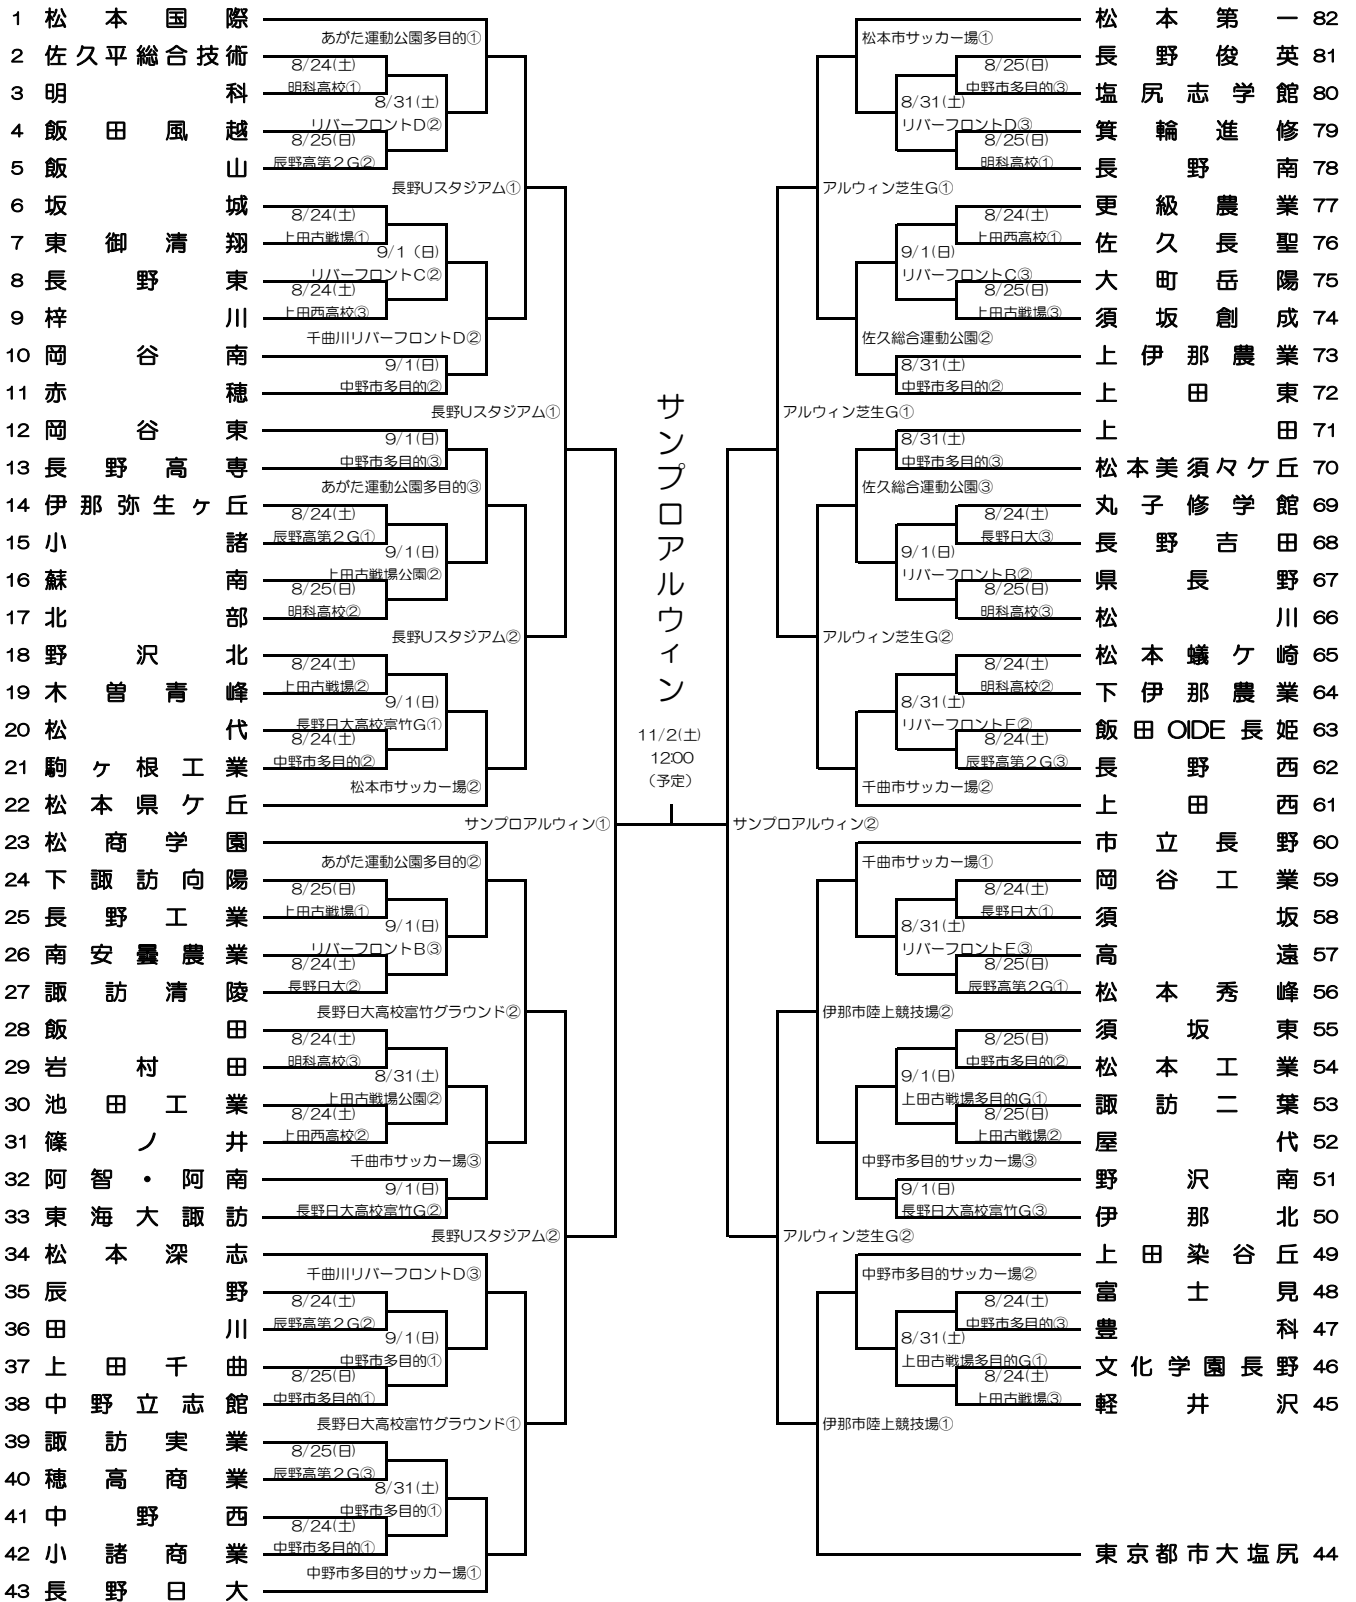 1 松本国際
あがた運動公園多目的①
2 佐久平総合技術
8/24(土)
明科高校①
3 明科
8/31(土)
リバーフロントD②
4 飯田風越
8/25(日)
辰野高第2G②
5 飯山
長野Uスタジアム①
6 坂城
8/24(土)
上田古戦場①
7 東御清翔
9/1(日)
リバーフロントC②
8 長野東
8/24(土)
上田西高校③
9 梓川
千曲川リバーフロントD②
10 岡谷南
9/1(日)
中野市多目的②
11 赤穂
長野Uスタジアム①
12 岡谷東
9/1(日)
中野市多目的③
13 長野高専
あがた運動公園多目的③
14 伊那弥生ヶ丘
8/24(土)
辰野高第2G①
15 小諸
9/1(日)
上田古戦場公園②
16 蘇南
8/25(日)
明科高校②
17 北部
長野Uスタジアム②
18 野沢北
8/24(土)
上田古戦場②
19 木曽青峰
9/1(日)
長野日大高校富竹G①
20 松代
8/24(土)
中野市多目的②
21 駒ヶ根工業
松本市サッカー場②
22 松本県ケ丘
サンプロアルウィン①
23 松商学園
あがた運動公園多目的②
24 下諏訪向陽
8/25(日)
上田古戦場①
25 長野工業
9/1(日)
リバーフロントB③
26 南安曇農業
8/24(土)
長野日大②
27 諏訪清陵
長野日大高校富竹グラウンド②
28 飯田
8/24(土)
明科高校③
29 岩村田
8/31(土)
上田古戦場公園②
30 池田工業
8/24(土)
上田西高校②
31 篠ノ井
千曲市サッカー場③
32 阿智・阿南
9/1(日)
長野日大高校富竹G②
33 東海大諏訪
長野Uスタジアム②
34 松本深志
千曲川リバーフロントD③
35 辰野
8/24(土)
辰野高第2G②
36 田川
9/1(日)
中野市多目的①
37 上田千曲
8/25(日)
中野市多目的①
38 中野立志館
長野日大高校富竹グラウンド①
39 諏訪実業
8/25(日)
辰野高第2G③
40 穂高商業
8/31(土)
中野市多目的①
41 中野西
8/24(土)
中野市多目的①
42 小諸商業
中野市多目的サッカー場①
43 長野日大
サンプロアルウィン
11/2(土)
12:00
(予定)
松本第一 82
松本市サッカー場①
長野俊英 81
8/25(日)
中野市多目的③
塩尻志学館 80
8/31(土)
リバーフロントD③
箕輪進修 79
8/25(日)
明科高校①
長野南 78
アルウィン芝生G①
更級農業 77
8/24(土)
上田西高校①
佐久長聖 76
9/1(日)
リバーフロントC③
大町岳陽 75
8/25(日)
上田古戦場③
須坂創成 74
佐久総合運動公園②
上伊那農業 73
8/31(土)
中野市多目的②
上田東 72
アルウィン芝生G①
上田 71
8/31(土)
中野市多目的③
松本美須々ケ丘 70
佐久総合運動公園③
丸子修学館 69
8/24(土)
長野日大③
長野吉田 68
9/1(日)
リバーフロントB②
県長野 67
8/25(日)
明科高校③
松川 66
アルウィン芝生G②
松本蟻ケ崎 65
8/24(土)
明科高校②
下伊那農業 64
8/31(土)
リバーフロントE②
飯田OIDE長姫 63
8/24(土)
辰野高第2G③
長野西 62
千曲市サッカー場②
上田西 61
サンプロアルウィン②
市立長野 60
千曲市サッカー場①
岡谷工業 59
8/24(土)
長野日大①
須坂 58
8/31(土)
リバーフロントE③
高遠 57
8/25(日)
辰野高第2G①
松本秀峰 56
伊那市陸上競技場②
須坂東 55
8/25(日)
中野市多目的②
松本工業 54
9/1(日)
上田古戦場多目的G①
諏訪二葉 53
8/25(日)
上田古戦場②
屋代 52
中野市多目的サッカー場③
野沢南 51
9/1(日)
長野日大高校富竹G③
伊那北 50
アルウィン芝生G②
上田染谷丘 49
中野市多目的サッカー場②
富士見 48
8/24(土)
中野市多目的③
豊科 47
8/31(土)
上田古戦場多目的G①
文化学園長野 46
8/24(土)
上田古戦場③
軽井沢 45
伊那市陸上競技場①
東京都市大塩尻 44